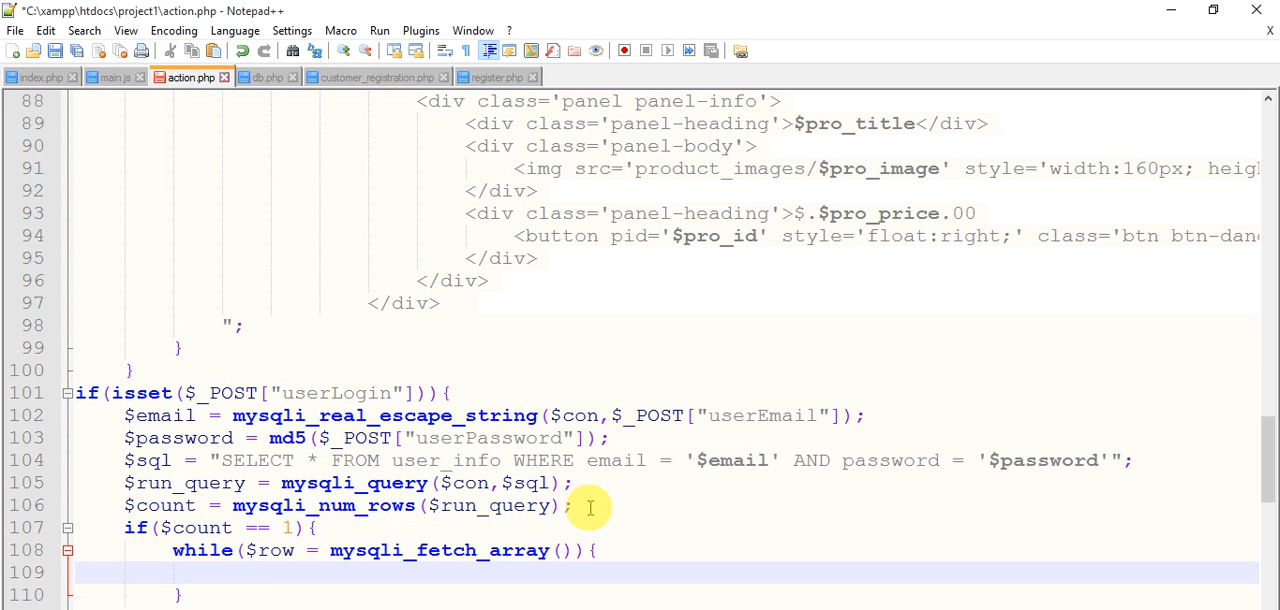 *C:\xampp\htdocs\project1\action.php - Notepad++
File Edit Search View Encoding Language Settings Macro Run Plugins Window ? X
index.php main.js action.php db.php customer_registration.php register.php
88 <div class='panel panel-info'>
89 <div class='panel-heading'>$pro_title</div>
90 <div class='panel-body'>
91 <img src='product_images/$pro_image' style='width:160px; heig
92 </div>
93 <div class='panel-heading'>$.$pro_price.00
94 <button pid='$pro_id' style='float:right;' class='btn btn-dan
95 </div>
96 </div>
97 </div>
98 ";
99 }
100 }
101 if(isset($_POST["userLogin"])){
102 $email = mysqli_real_escape_string($con,$_POST["userEmail"]);
103 $password = md5($_POST["userPassword"]);
104 $sql = "SELECT * FROM user_info WHERE email = '$email' AND password = '$password'";
105 $run_query = mysqli_query($con,$sql);
106 $count = mysqli_num_rows($run_query);
107 if($count == 1){
108 while($row = mysqli_fetch_array()){
109
110 }